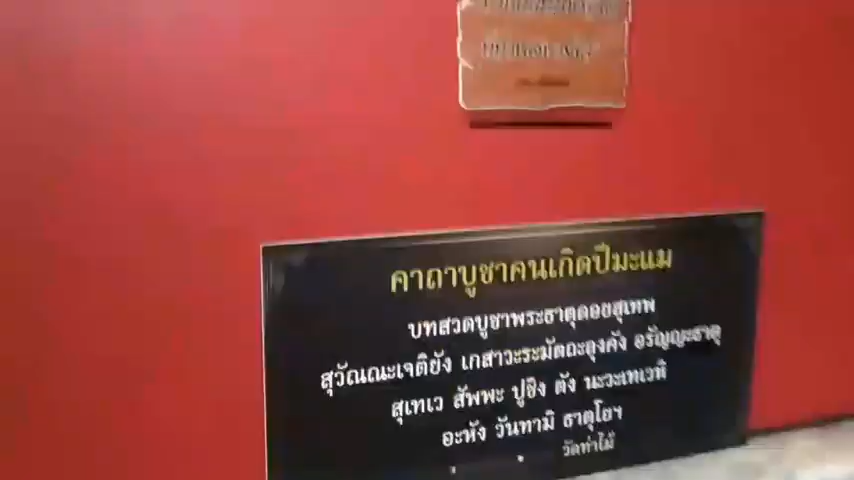 คาถาบูชาคนเกิดปีมะแม
บทสวดบูชาพระธาตุดอยสุเทพ
สุวัณณะเจติยัง เกสาวะระมัตถะลุงคัง อรัญญะธาตุ
สุเทเว สัพพะ ปูชิง ตัง นะวะเทเวหิ
อะหัง วันทามิ ธาตุโยฯ
วัดท่าไม้